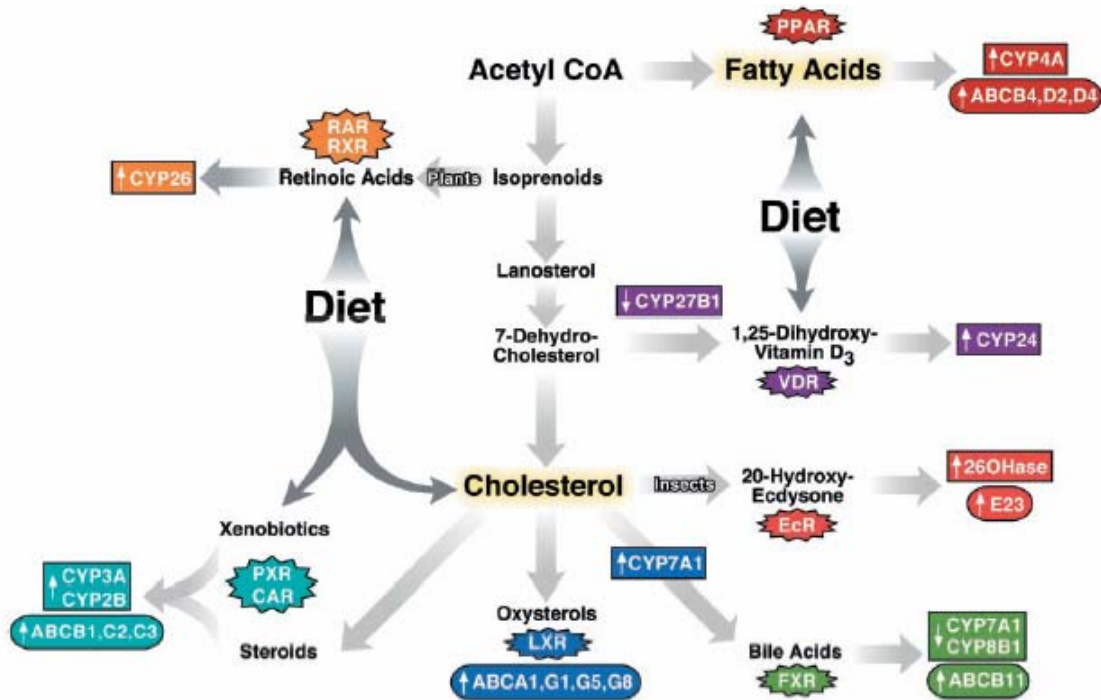 PPAR
Acetyl CoA
Fatty Acids
↑CYP4A
↑ABCB4,D2,D4
RAR
RXR
↑CYP26
Retinoic Acids
Plants
Isoprenoids
Diet
Diet
Lanosterol
↓CYP27B1
7-Dehydro-
Cholesterol
1,25-Dihydroxy-
Vitamin D3
VDR
↑CYP24
Cholesterol
Insects
20-Hydroxy-
Ecdysone
EcR
↑26OHase
↑E23
Xenobiotics
↑CYP3A
CYP2B
↑ABCB1,C2,C3
PXR
CAR
Steroids
↑CYP7A1
Oxysterols
LXR
↑ABCA1,G1,G5,G8
Bile Acids
FXR
↓CYP7A1
CYP8B1
↑ABCB11